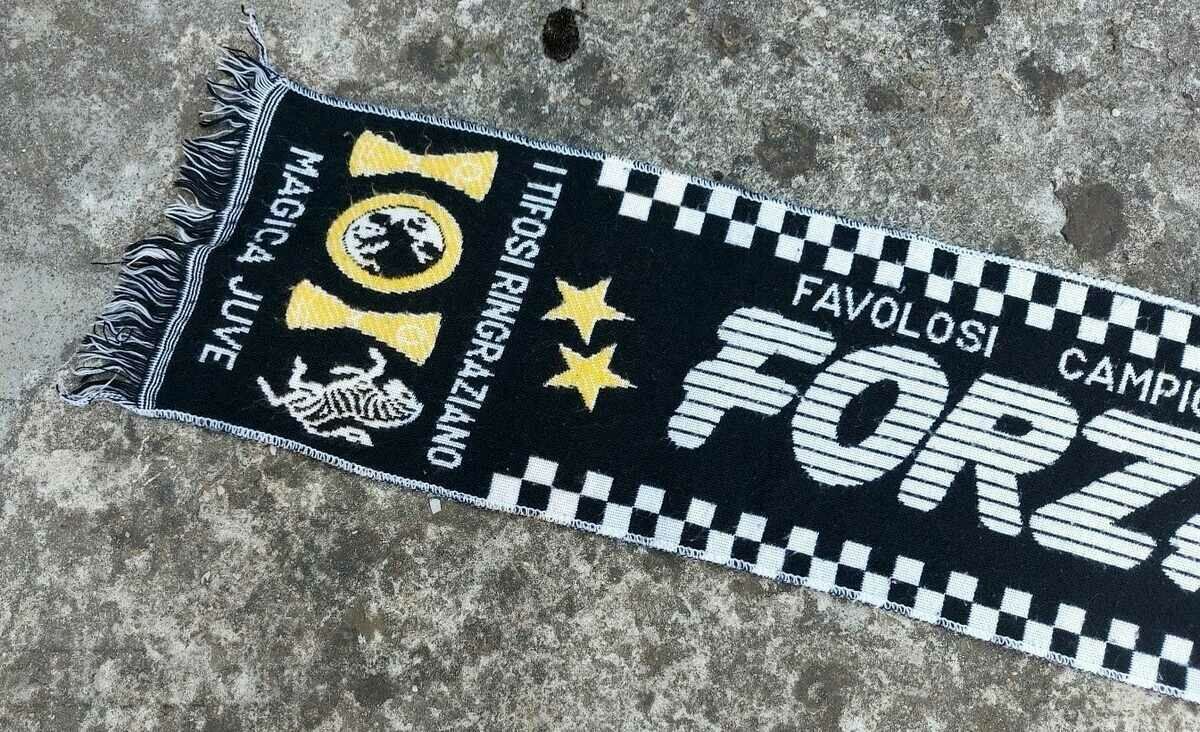 MAGICA JUVE
I TIFOSI RINGRAZIANO
FAVOLOSI